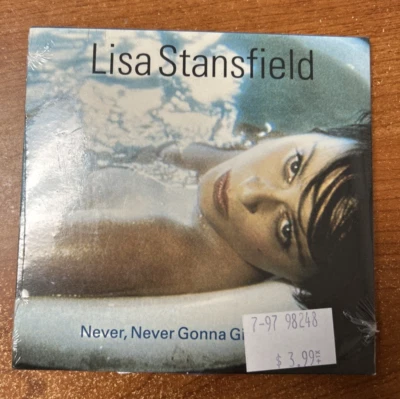 Lisa Stansfield
Never, Never Gonna Gi
7-97 98248
$ 3.99